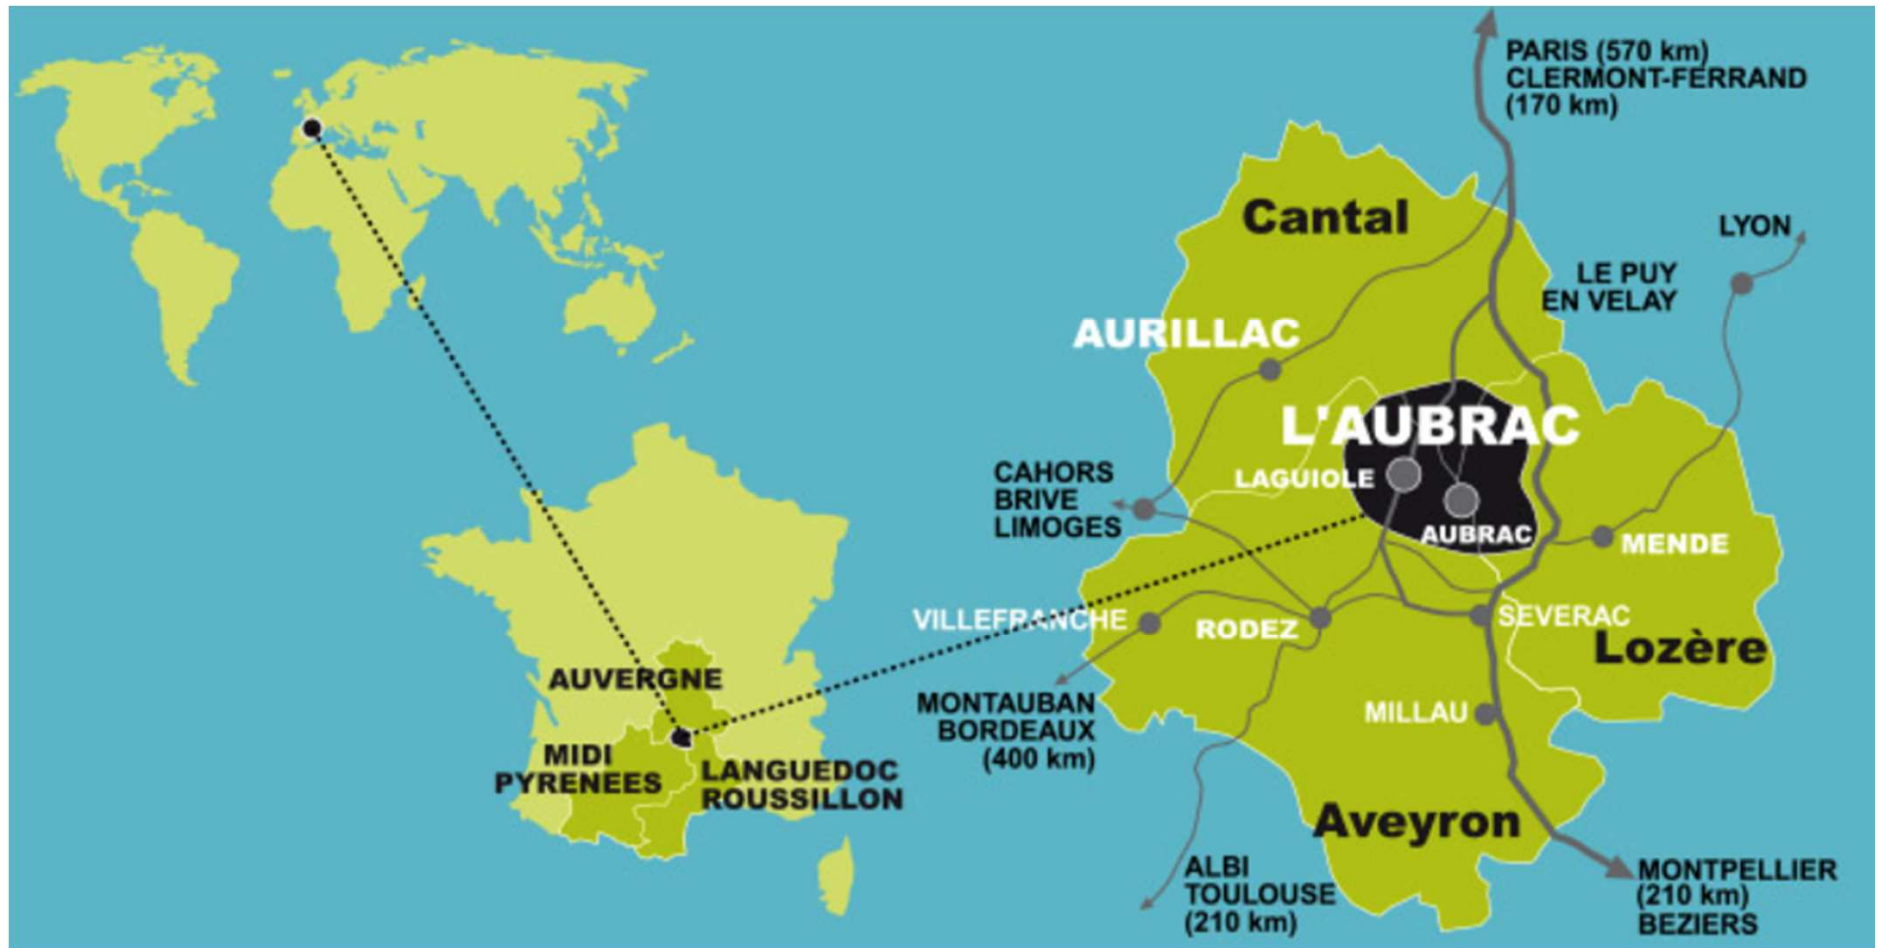 PARIS (570 km)
CLERMONT-FERRAND
(170 km)
Cantal
LYON
LE PUY
EN VELAY
AURILLAC
L'AUBRAC
LAGUIOLE
AUBRAC
CAHORS
BRIVE
LIMOGES
MENDE
VILLEFRANCHE
RODEZ
SEVERAC
Lozère
AUVERGNE
MONTAUBAN
BORDEAUX
(400 km)
MILLAU
MIDI
PYRENEES
LANGUEDOC
ROUSSILLON
Aveyron
ALBI
TOULOUSE
(210 km)
MONTPELLIER
(210 km)
BEZIERS